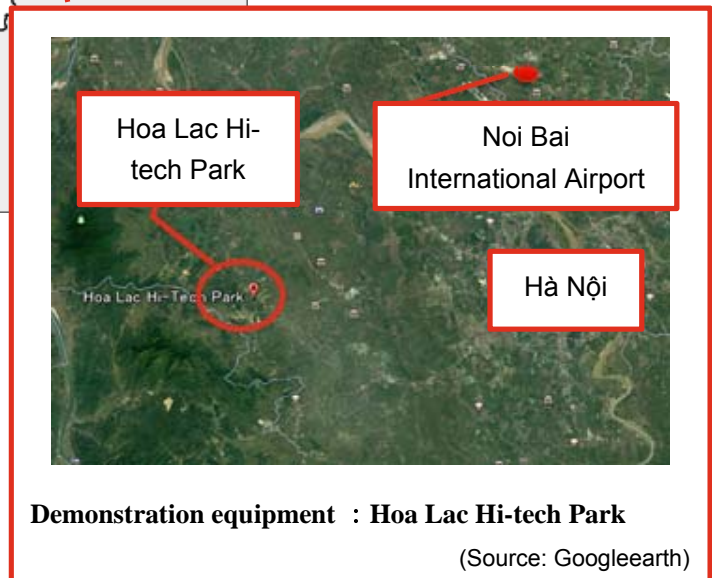 Hoa Lac Hi-
tech Park
Noi Bai
International Airport
Hà Nội
Hoa Lac Hi-Tech Park
Demonstration equipment : Hoa Lac Hi-tech Park
(Source: Googleearth)